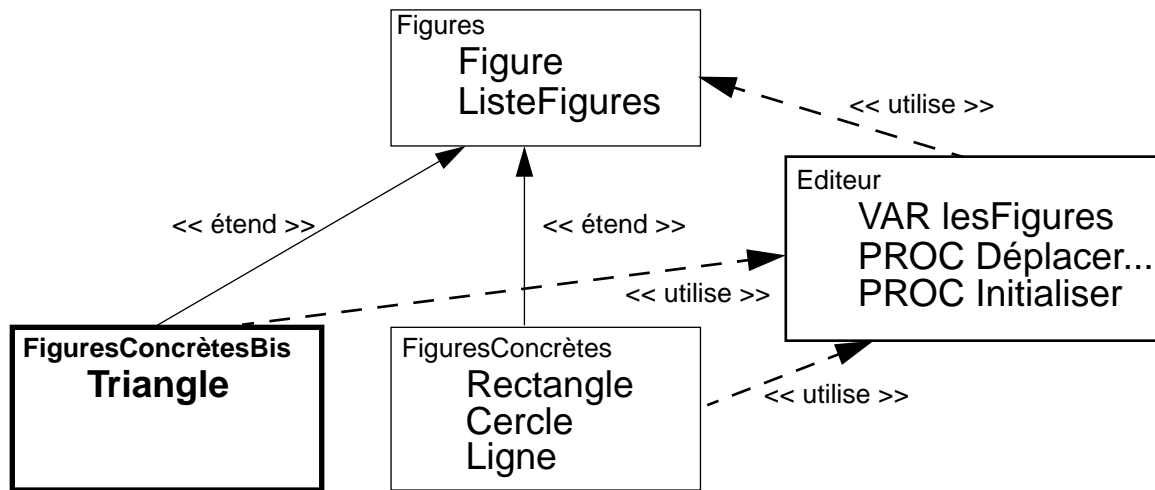 Figures
Figure
ListeFigures
<< utilise >>
Editeur
VAR lesFigures
PROC Déplacer...
PROC Initialiser
<< étend >>
<< étend >>
<< utilise >>
FiguresConcrètesBis
Triangle
FiguresConcrètes
Rectangle
Cercle
Ligne
<< utilise >>